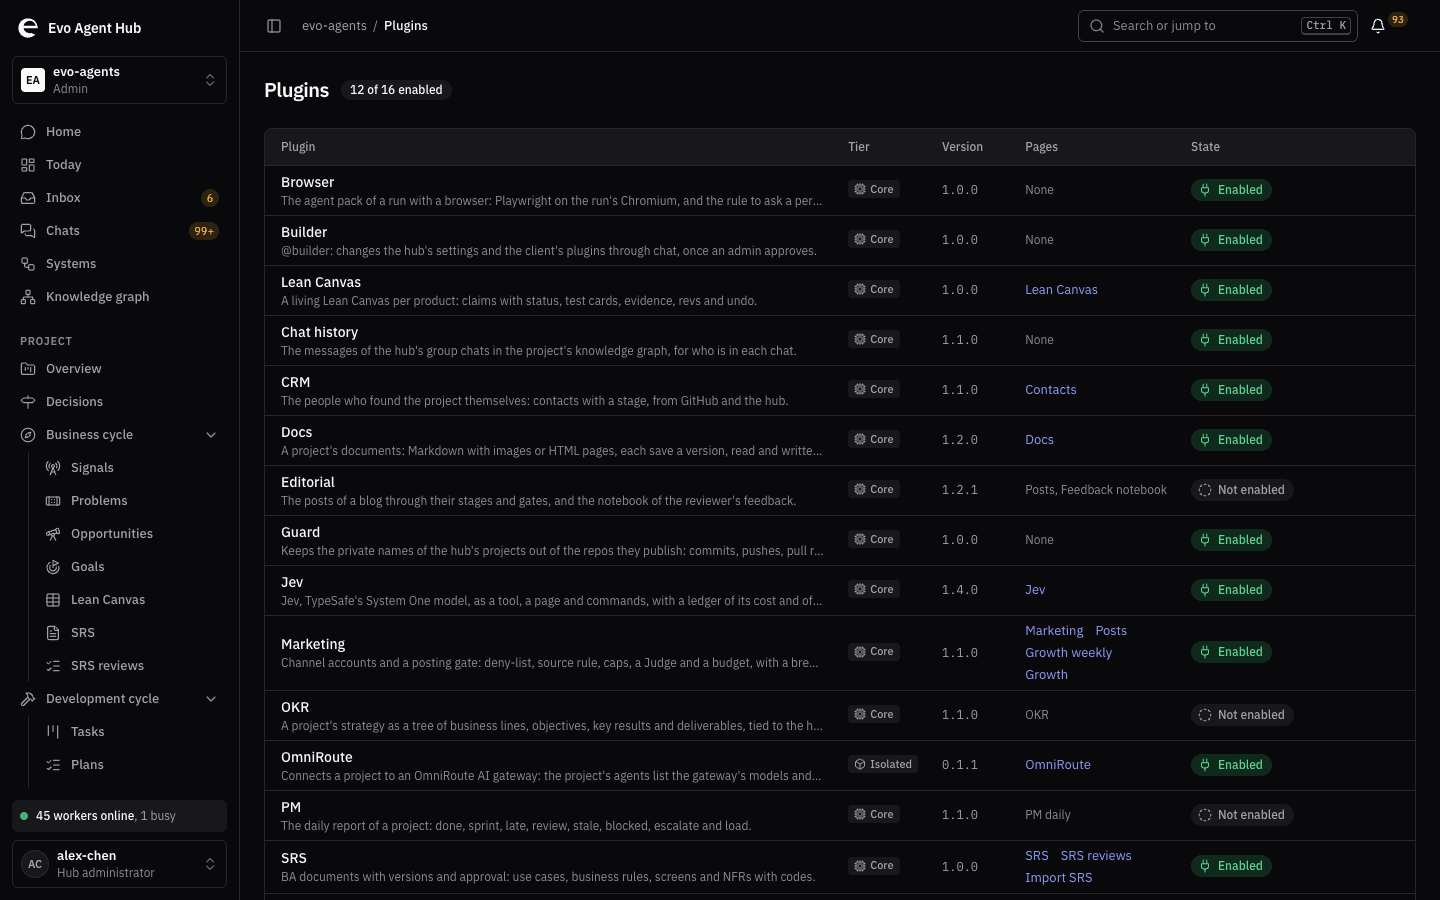 Evo Agent Hub
evo-agents / Plugins
Search or jump to
Ctrl K
93
EA
evo-agents
Admin
Home
Today
Inbox
6
Chats
99+
Systems
Knowledge graph
PROJECT
Overview
Decisions
Business cycle
Signals
Problems
Opportunities
Goals
Lean Canvas
SRS
SRS reviews
Development cycle
Tasks
Plans
45 workers online, 1 busy
AC
alex-chen
Hub administrator
Plugins
12 of 16 enabled
Plugin Tier Version Pages State
Browser
The agent pack of a run with a browser: Playwright on the run's Chromium, and the rule to ask a per...
Core 1.0.0 None Enabled
Builder
@builder: changes the hub's settings and the client's plugins through chat, once an admin approves.
Core 1.0.0 None Enabled
Lean Canvas
A living Lean Canvas per product: claims with status, test cards, evidence, revs and undo.
Core 1.0.0 Lean Canvas Enabled
Chat history
The messages of the hub's group chats in the project's knowledge graph, for who is in each chat.
Core 1.1.0 None Enabled
CRM
The people who found the project themselves: contacts with a stage, from GitHub and the hub.
Core 1.1.0 Contacts Enabled
Docs
A project's documents: Markdown with images or HTML pages, each save a version, read and writte...
Core 1.2.0 Docs Enabled
Editorial
The posts of a blog through their stages and gates, and the notebook of the reviewer's feedback.
Core 1.2.1 Posts, Feedback notebook Not enabled
Guard
Keeps the private names of the hub's projects out of the repos they publish: commits, pushes, pull r...
Core 1.0.0 None Enabled
Jev
Jev, TypeSafe's System One model, as a tool, a page and commands, with a ledger of its cost and of...
Core 1.4.0 Jev Enabled
Marketing
Channel accounts and a posting gate: deny-list, source rule, caps, a Judge and a budget, with a bre...
Core 1.1.0
Marketing Posts
Growth weekly
Growth
Enabled
OKR
A project's strategy as a tree of business lines, objectives, key results and deliverables, tied to the h...
Core 1.1.0 OKR Not enabled
OmniRoute
Connects a project to an OmniRoute AI gateway: the project's agents list the gateway's models and...
Isolated 0.1.1 OmniRoute Enabled
PM
The daily report of a project: done, sprint, late, review, stale, blocked, escalate and load.
Core 1.1.0 PM daily Not enabled
SRS
BA documents with versions and approval: use cases, business rules, screens and NFRs with codes.
Core 1.0.0
SRS SRS reviews
Import SRS
Enabled